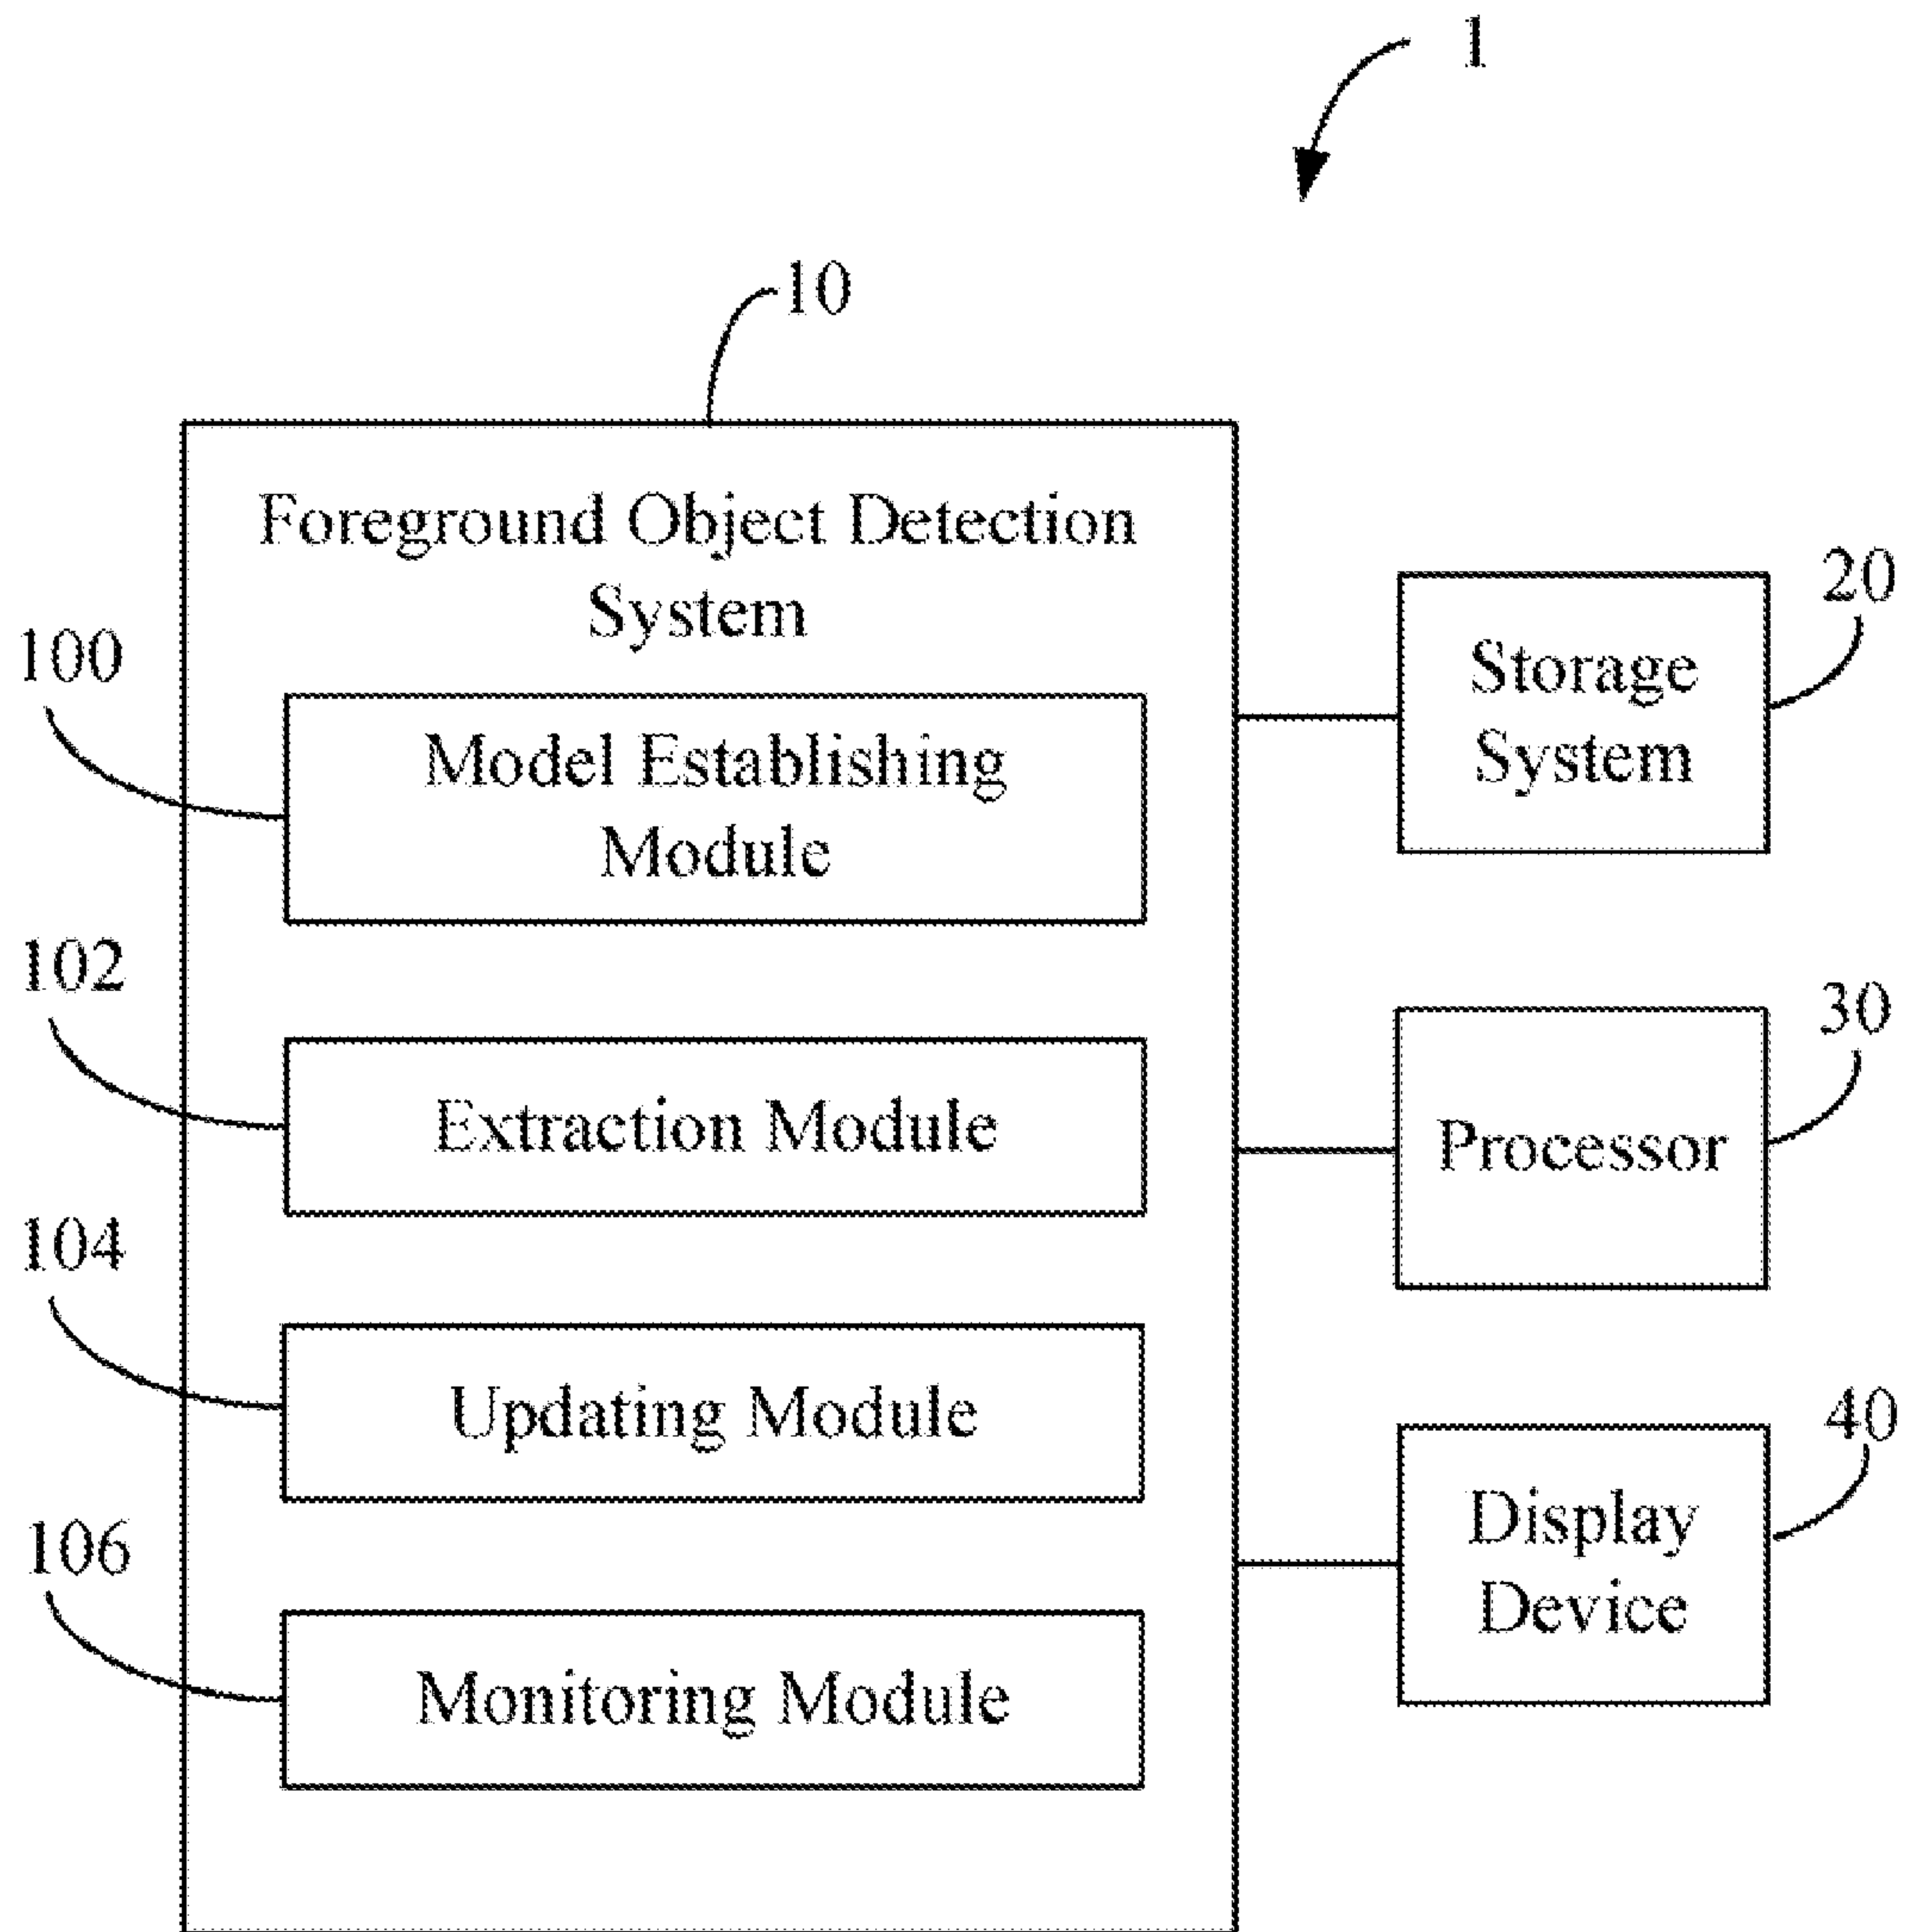 1
10
Foreground Object Detection
System
100
Model Establishing
Module
102
Extraction Module
104
Updating Module
106
Monitoring Module
20
Storage
System
30
Processor
40
Display
Device